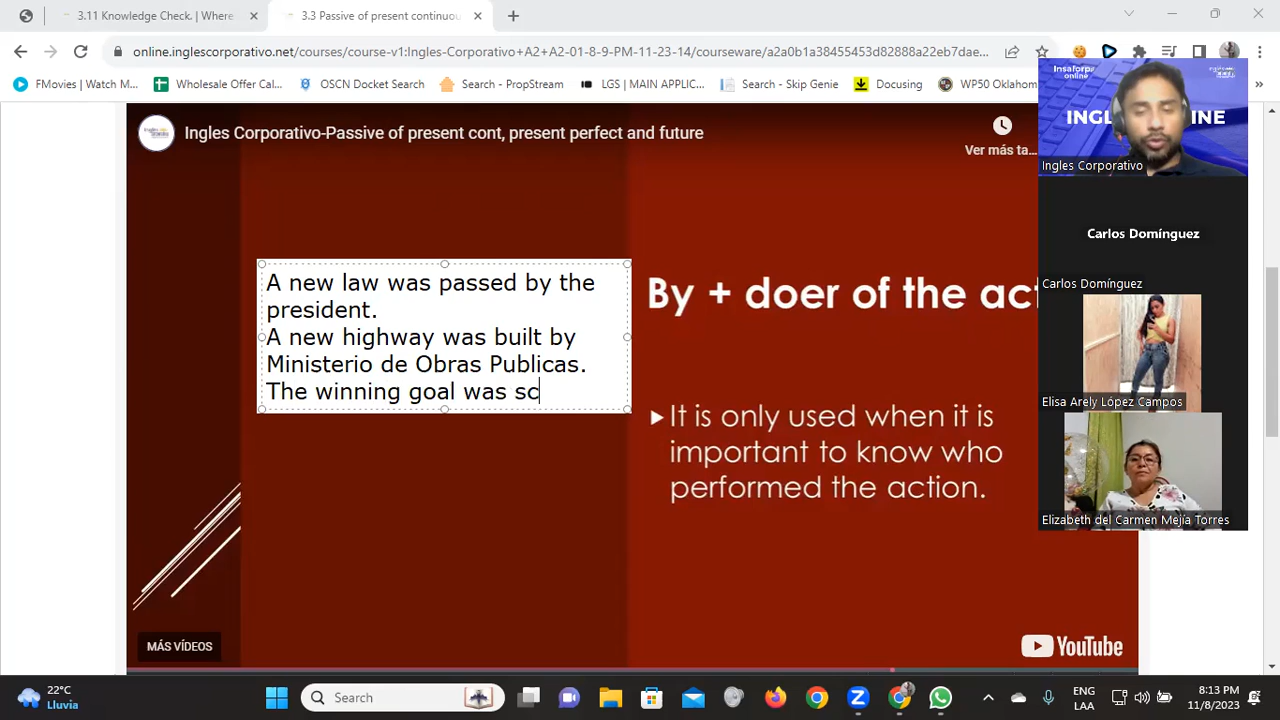 3.11 Knowledge Check. | Where
3.3 Passive of present continuou
online.inglescorporativo.net/courses/course-v1:Ingles-Corporativo+A2+A2-01-8-9-PM-11-23-14/courseware/a2a0b1a38455453d82888a22eb7dae...
FMovies | Watch M...
Wholesale Offer Cal...
OSCN Docket Search
Search - PropStream
LGS | MAIN APPLIC...
Search - Skip Genie
Docusing
WP50 Oklahom
»
Ingles Corporativo-Passive of present cont, present perfect and future
Ver más ta...
A new law was passed by the
president.
A new highway was built by
Ministerio de Obras Publicas.
The winning goal was sc
By + doer of the act
It is only used when it is
important to know who
performed the action.
MÁS VÍDEOS
YouTube
online
INGL
INE
Ingles Corporativo
Carlos Domínguez
Carlos Domínguez
Elisa Arely López Campos
Elizabeth del Carmen Mejía Torres
22°C
Lluvia
Search
ENG
LAA
8:13 PM
11/8/2023